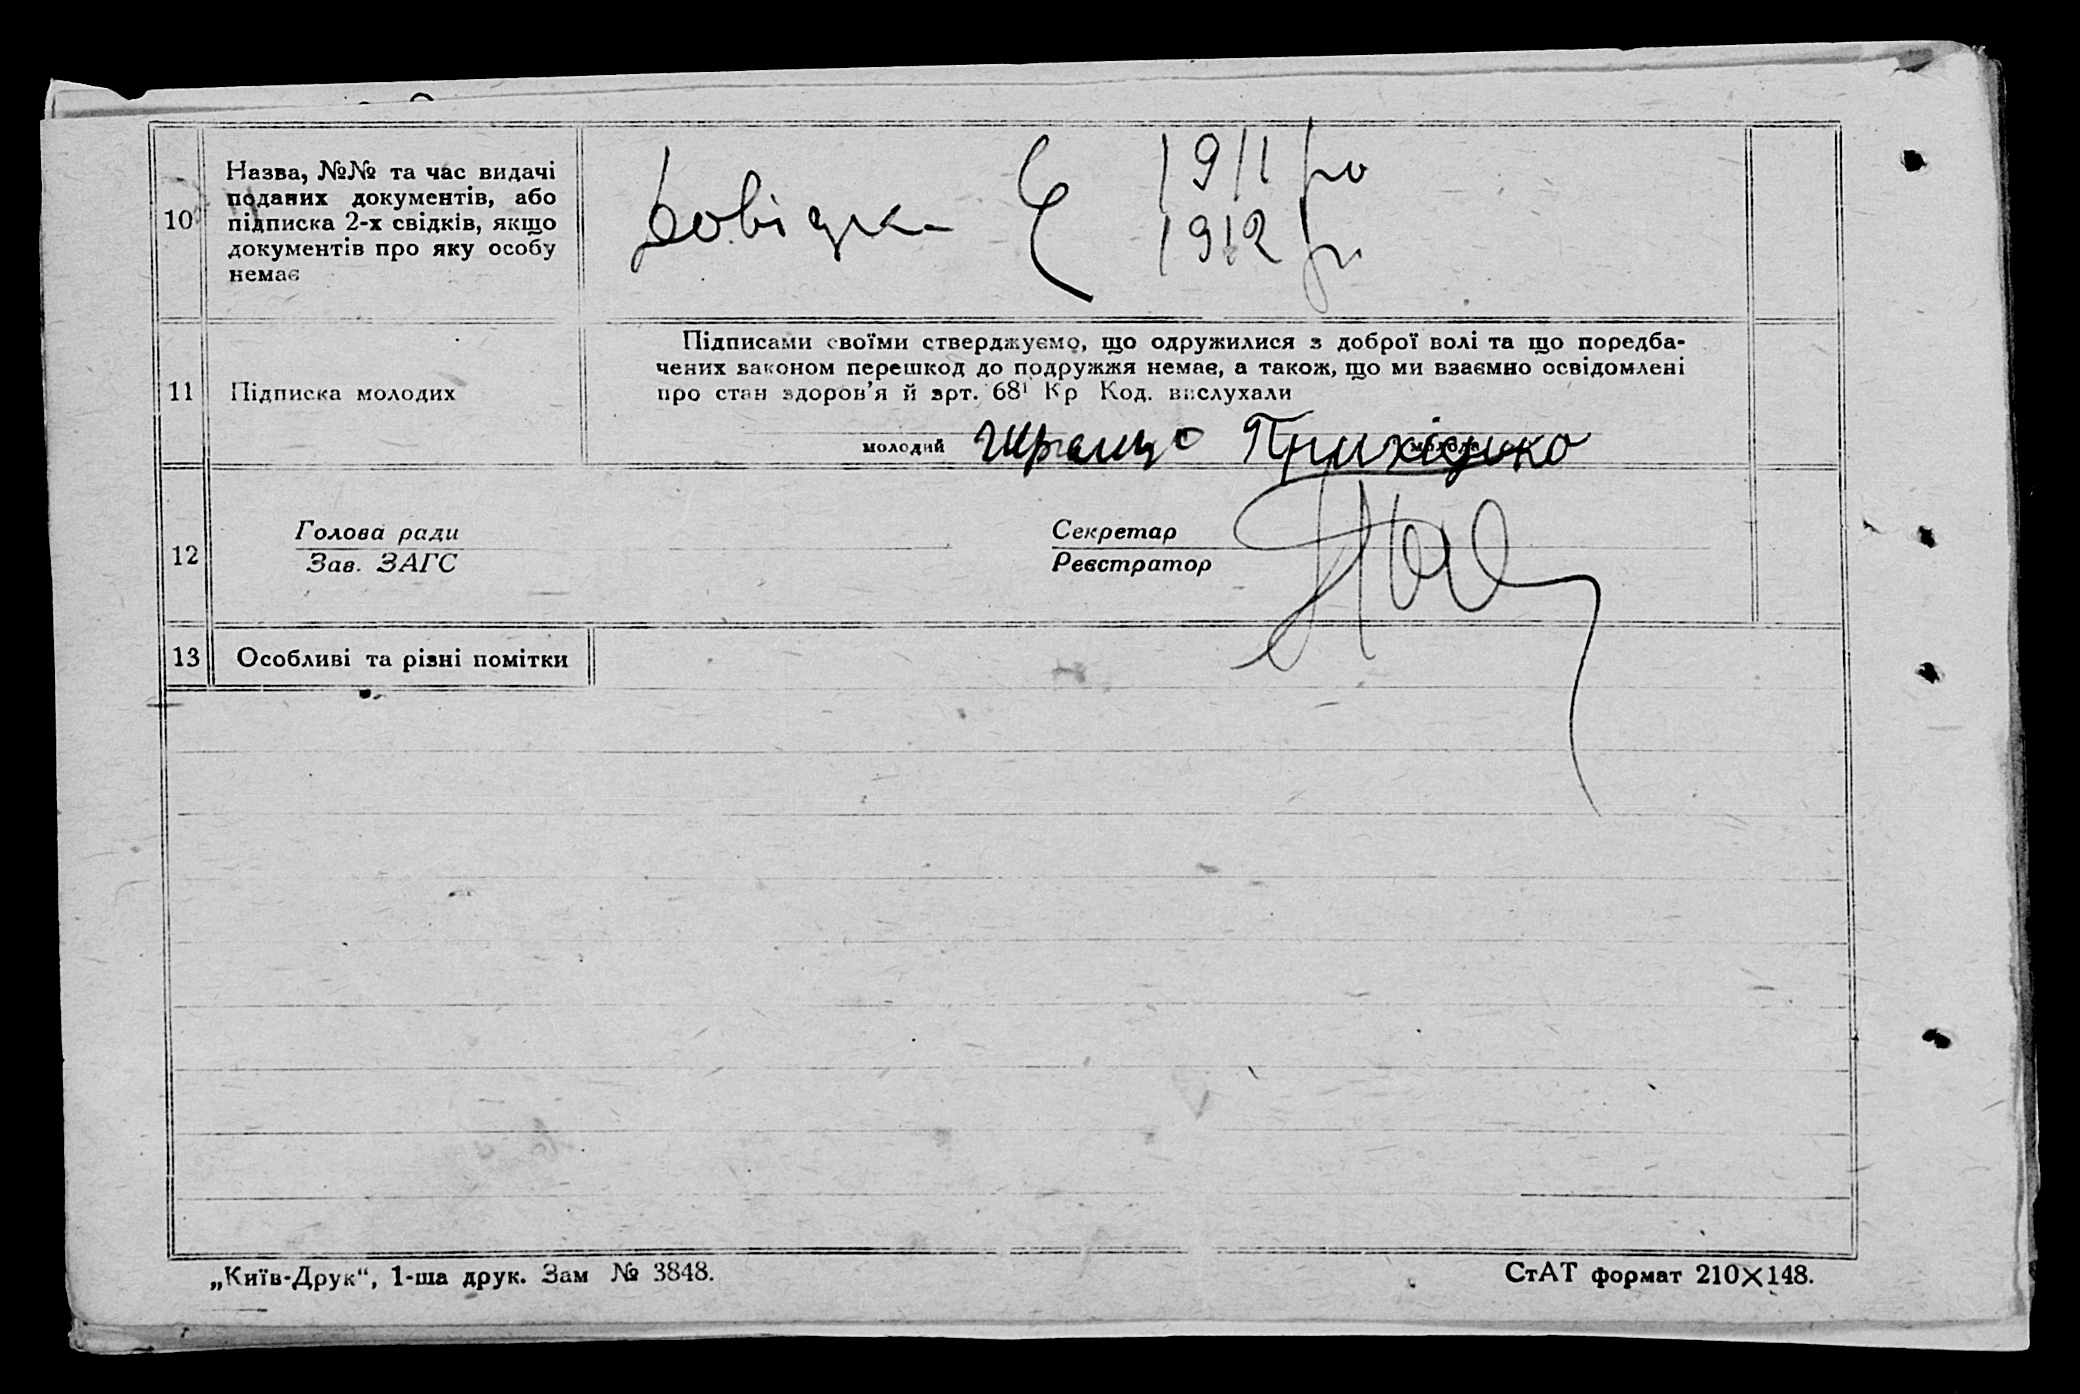 10
Назва, №№ та час видачі
поданих документів, або
підписка 2-х свідків, якщо
документів про яку особу
немає
Довідка 1911 ро
1912 р.
11
Підписка молодих
Підписами своїми стверджуємо, що одружилися з доброї волі та що передба-
чених законом перешкод до подружжя немає, а також, що ми взаємно освідомлені
про стан здоров'я й арт. 68¹ Кр Код. вислухали
молодий
12
Голова ради
Зав. ЗАГС
Секретар
Реєстратор
13
Особливі та різні помітки
„Київ-Друк“, 1-ша друк. Зам № 3848.
СтАТ формат 210×148.